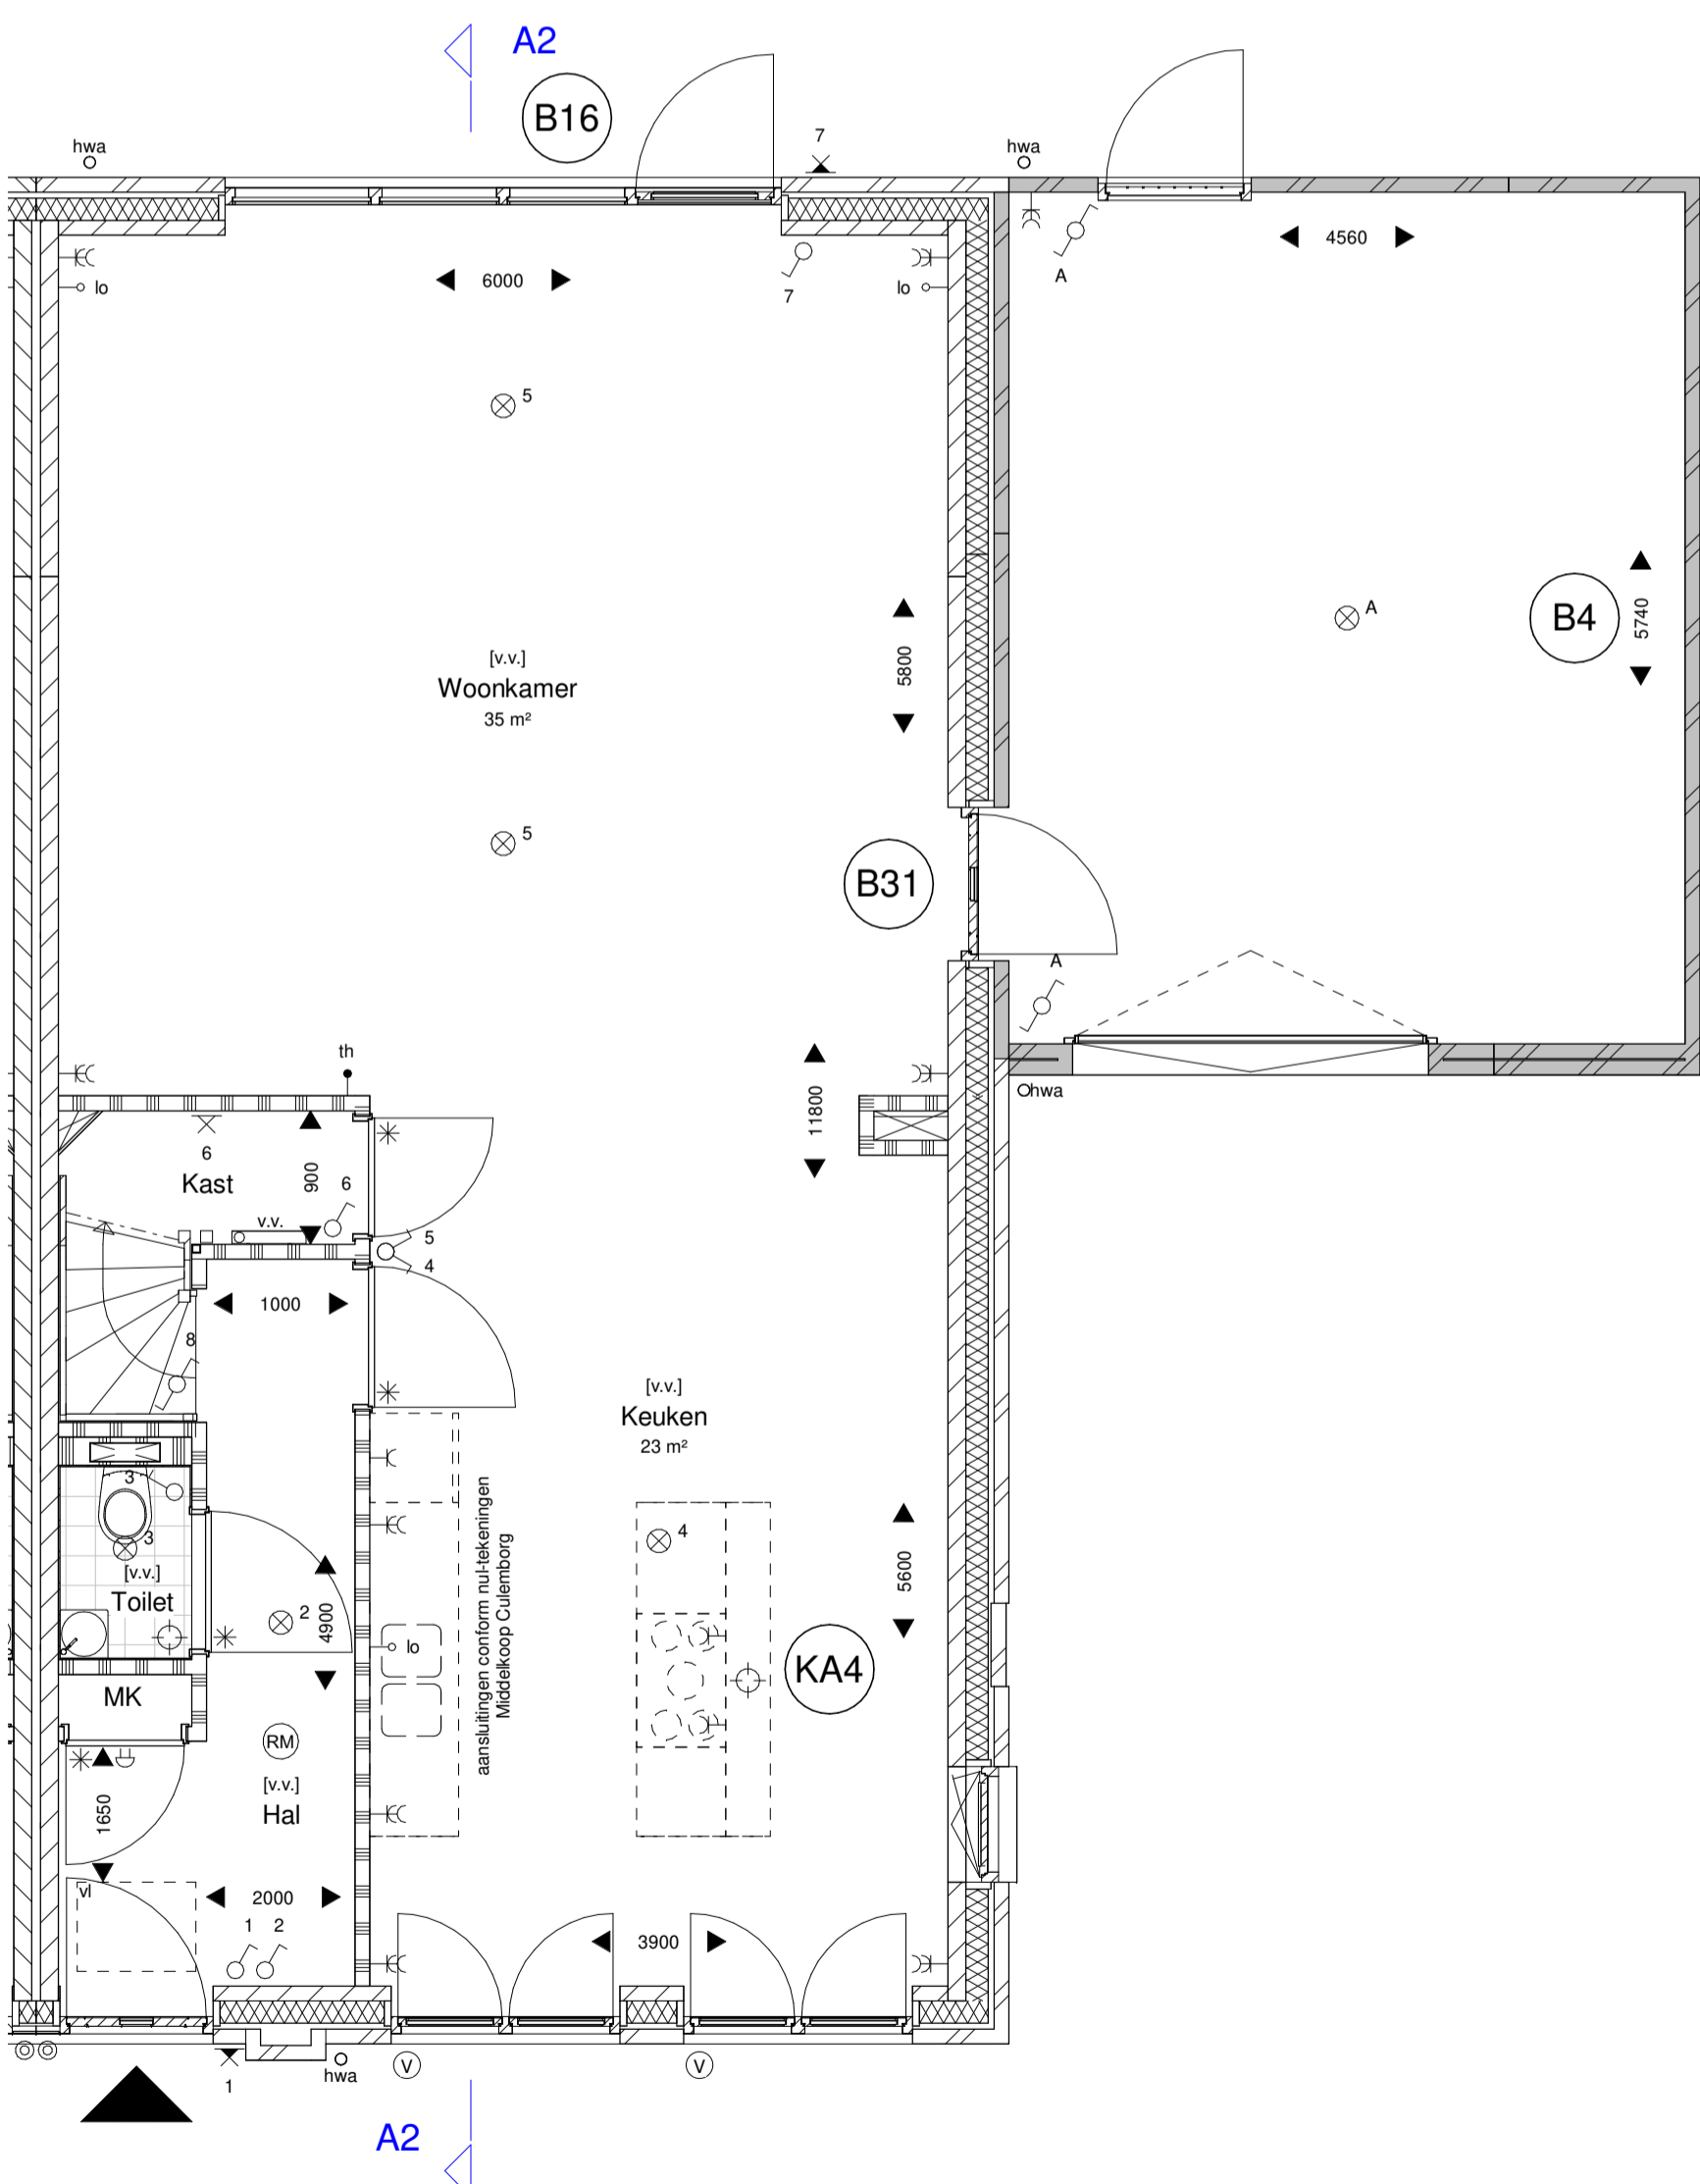 A2
B16
hwa
7
hwa
4560
A
6000
7
lo
lo
5
A
B4
5740
[v.v.]
Woonkamer
35 m²
5800
5
B31
A
th
hwa
11800
6
Kast
900
6
v.v.
5
4
1000
8
[v.v.]
Keuken
23 m²
3
3
[v.v.]
Toilet
2
4900
lo
aansluitingen conform nul-tekeningen
Middelkoop Culemborg
4
5600
KA4
MK
RM
[v.v.]
Hal
1650
vl
2000
1
2
3900
1
hwa
V
V
A2